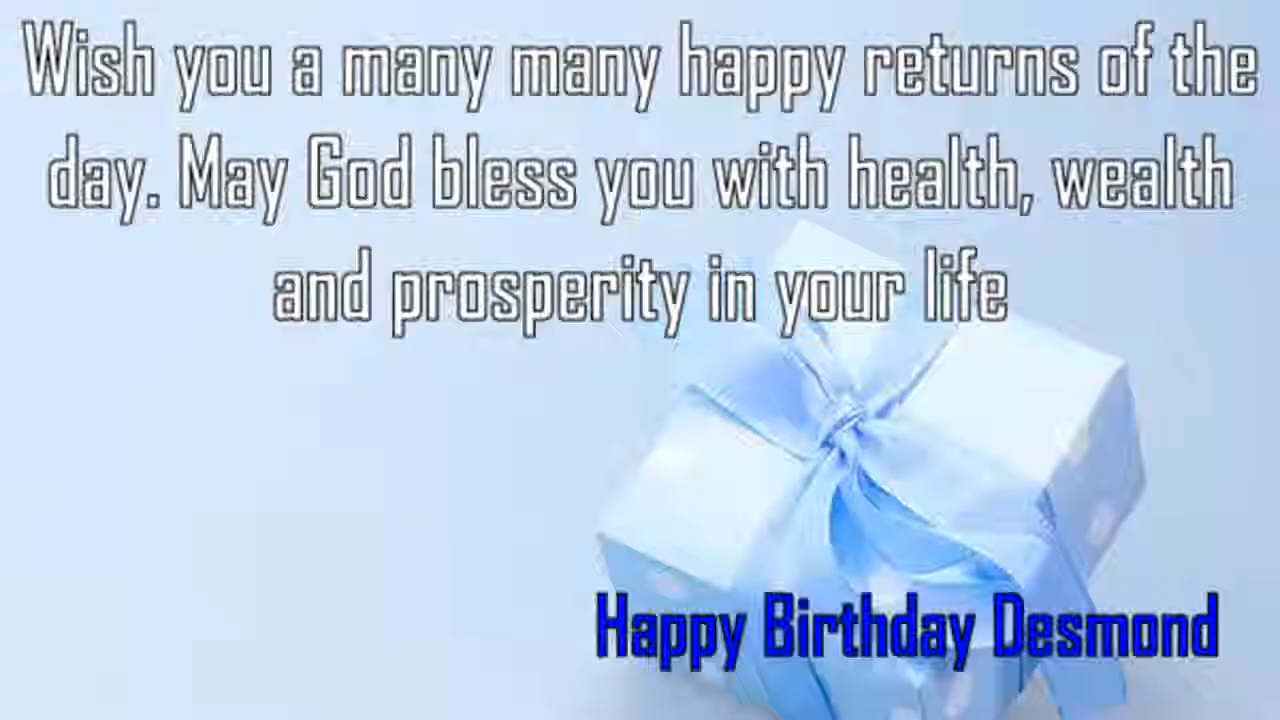 Wish you a many many happy returns of the
day. May God bless you with health, wealth
and prosperity in your life
Happy Birthday Desmond